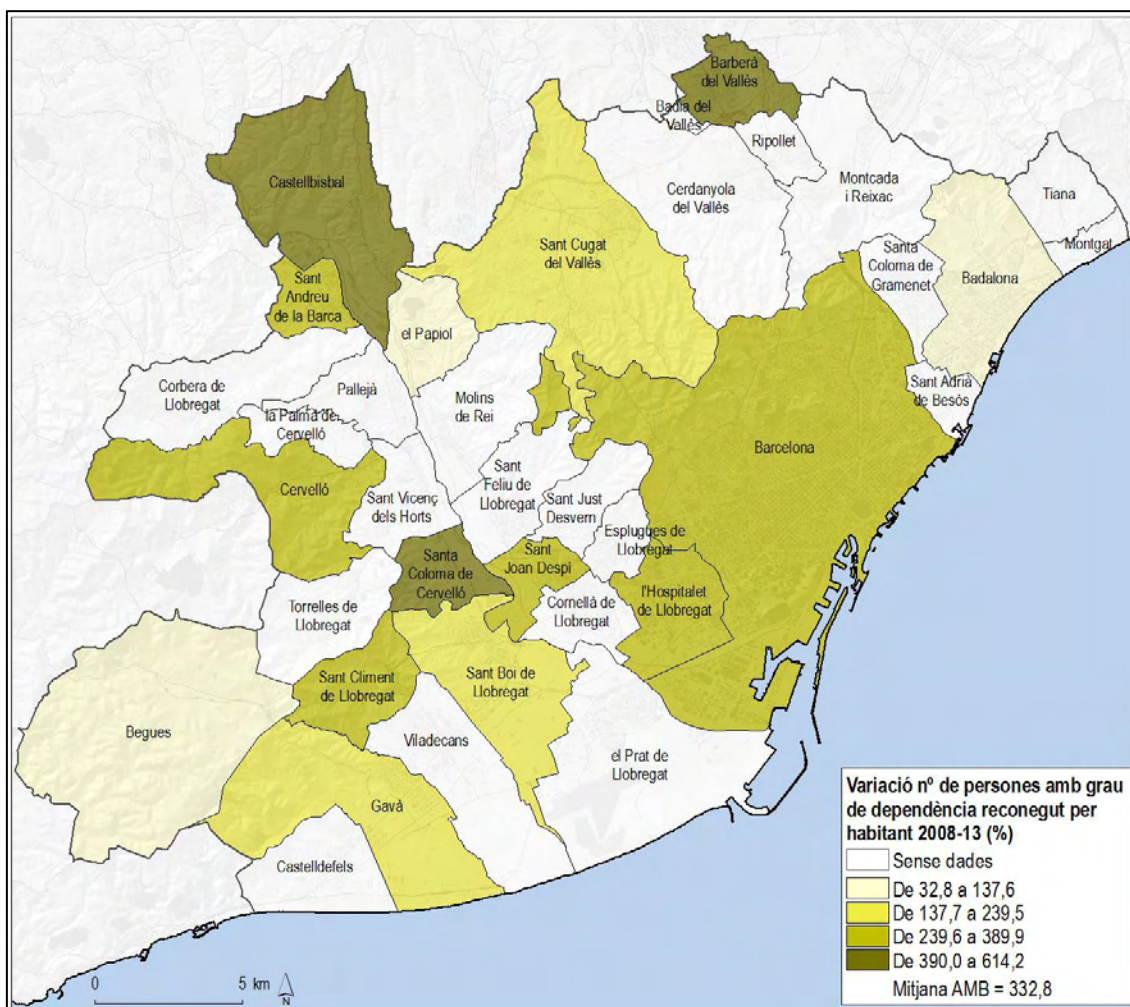 Barberà
del Vallès
Badia del
Vallès
Ripollet
Castellbisbal
Cerdanyola
del Vallès
Montcada
i Reixac
Tiana
Montgat
Sant Cugat
del Vallès
Santa
Coloma de
Gramenet
Badalona
Sant
Andreu
de la Barca
el Papiol
Corbera de
Llobregat
Pallejà
Molins
de Rei
Sant Adrià
de Besòs
la Palma de
Cervelló
Barcelona
Cervelló
Sant Vicenç
dels Horts
Sant
Feliu de
Llobregat
Sant Just
Desvern
Esplugues de
Llobregat
Santa
Coloma de
Cervelló
Sant
Joan Despí
Torrelles de
Llobregat
Cornellà de
Llobregat
l'Hospitalet
de Llobregat
Sant Climent
de Llobregat
Sant Boi de
Llobregat
Begues
Viladecans
el Prat de
Llobregat
Gavà
Castelldefels
Variació nº de persones amb grau
de dependència reconegut per
habitant 2008-13 (%)
Sense dades
De 32,8 a 137,6
De 137,7 a 239,5
De 239,6 a 389,9
De 390,0 a 614,2
Mitjana AMB = 332,8
0 5 km
N